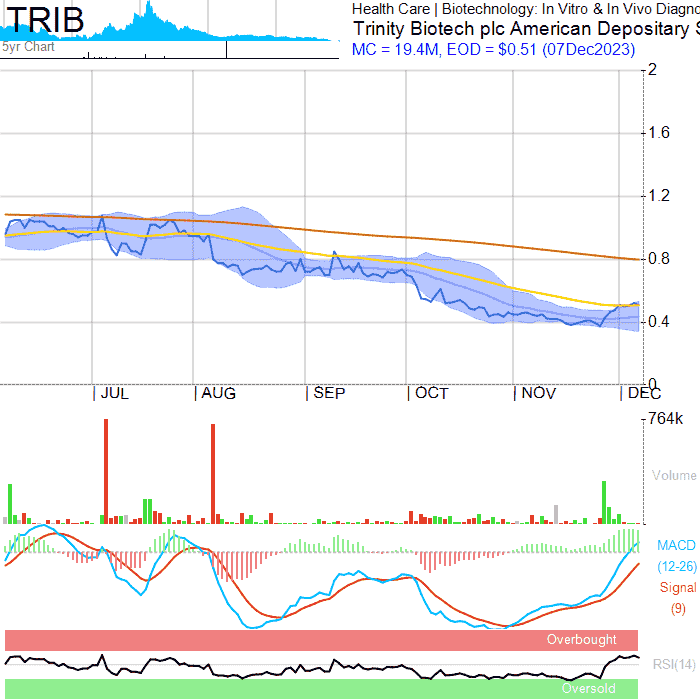 TRIB
5yr Chart
Health Care | Biotechnology: In Vitro & In Vivo Diagno
Trinity Biotech plc American Depositary S
MC = 19.4M, EOD = $0.51 (07Dec2023)
2
1.6
1.2
0.8
0.4
0
JUL AUG SEP OCT NOV DEC
764k
Volume
MACD
(12-26)
Signal
(9)
Overbought
RSI(14)
Oversold